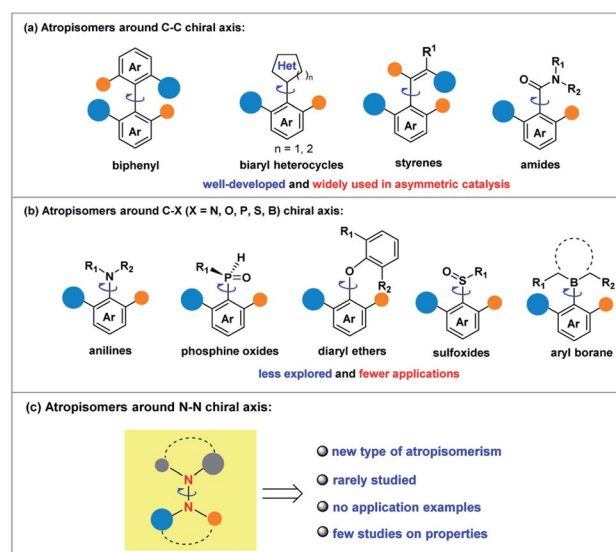 (a) Atropisomers around C-C chiral axis:
Ar
Ar
biphenyl
Het
( )n
Ar
n = 1, 2
biaryl heterocycles
R1
Ar
styrenes
R1
N
R2
O
Ar
amides
well-developed and widely used in asymmetric catalysis
(b) Atropisomers around C-X (X = N, O, P, S, B) chiral axis:
R1
N
R2
Ar
anilines
H
R1
P
O
Ar
phosphine oxides
R1
O
R2
Ar
diaryl ethers
O
S
R1
Ar
sulfoxides
R1
B
R2
Ar
aryl borane
less explored and fewer applications
(c) Atropisomers around N-N chiral axis:
N
N
new type of atropisomerism
rarely studied
no application examples
few studies on properties